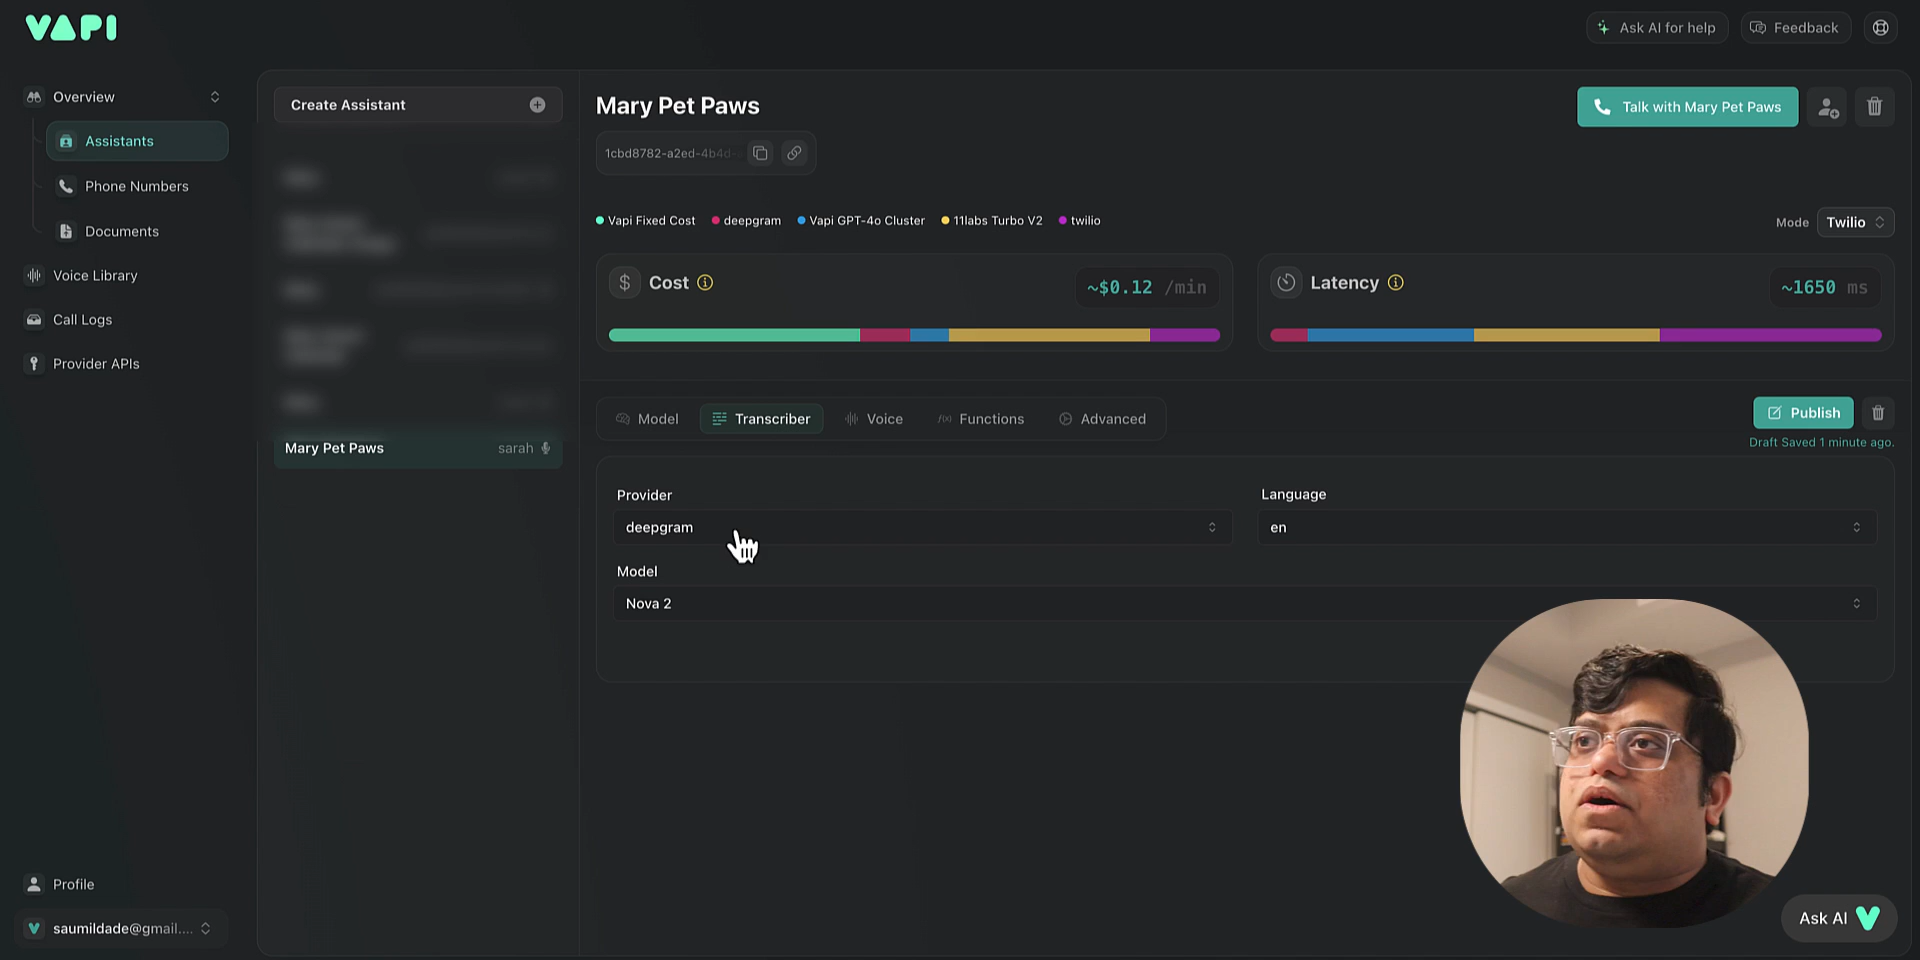 VAPI
Ask AI for help
Feedback
Overview
Assistants
Phone Numbers
Documents
Voice Library
Call Logs
Provider APIs
Profile
saumildade@gmail....
Create Assistant
Mary Pet Paws
sarah
Mary Pet Paws
1cbd8782-a2ed-4b4d-
Talk with Mary Pet Paws
Vapi Fixed Cost
deepgram
Vapi GPT-4o Cluster
11labs Turbo V2
twilio
Mode
Twilio
Cost
~$0.12 /min
Latency
~1650 ms
Model
Transcriber
Voice
Functions
Advanced
Publish
Draft Saved 1 minute ago.
Provider
deepgram
Language
en
Model
Nova 2
Ask AI